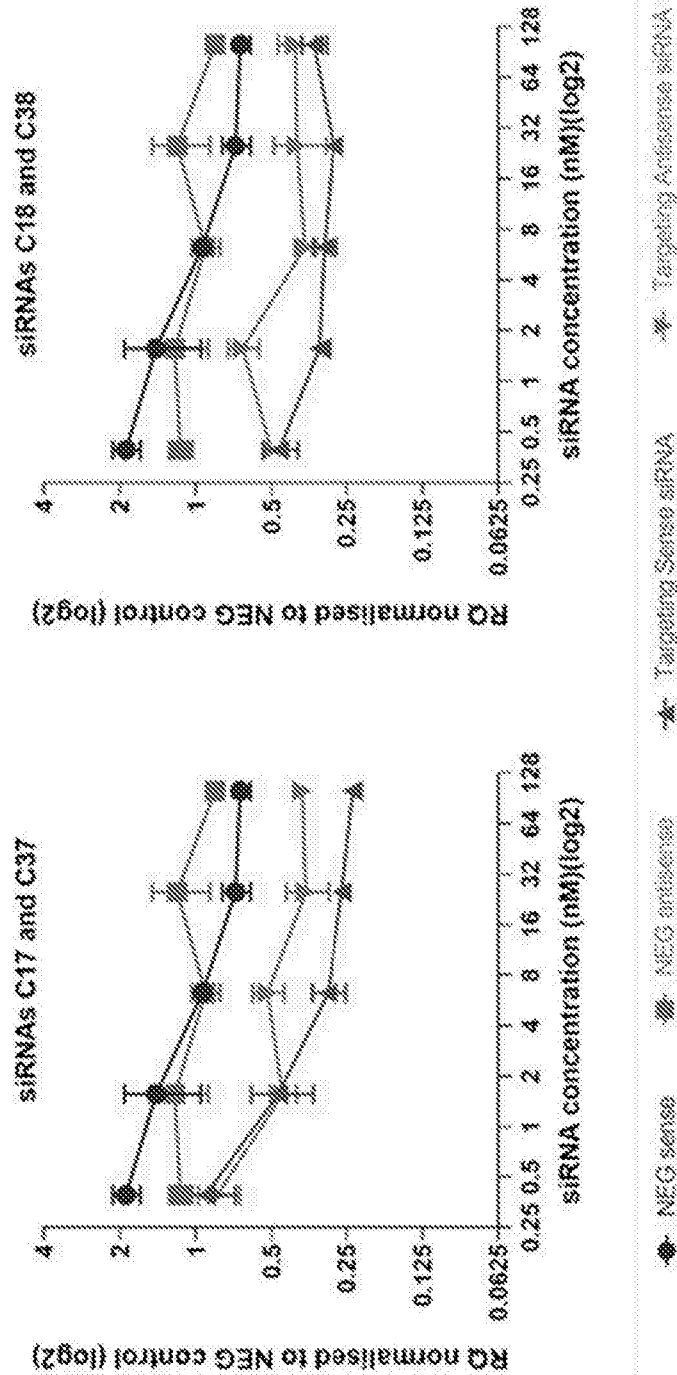 siRNAs C17 and C37
RQ normalised to NEG control (log2)
4
2
1
0.5
0.25
0.125
0.0625
0.25 0.5 1 2 4 8 16 32 64 128
siRNA concentration (nM)(log2)
siRNAs C18 and C38
RQ normalised to NEG control (log2)
4
2
1
0.5
0.25
0.125
0.0625
0.25 0.5 1 2 4 8 16 32 64 128
siRNA concentration (nM)(log2)
NEG sense NEG antisense Targeting Sense siRNA Targeting Antisense siRNA